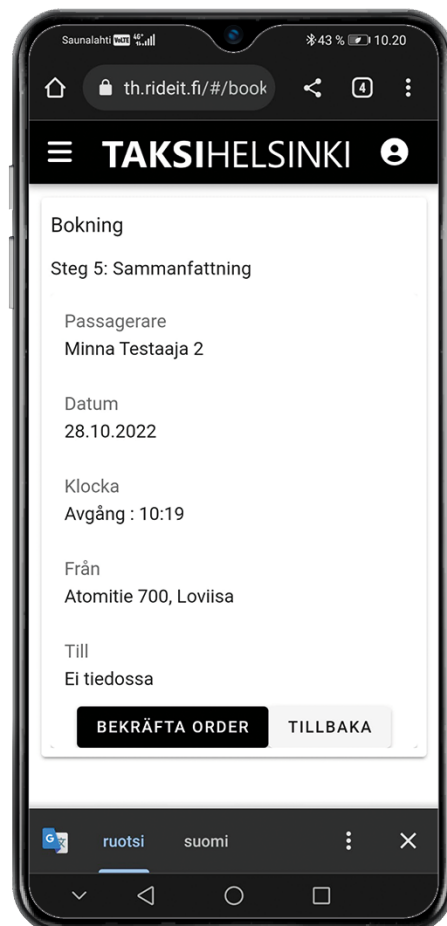 Saunalahti VoLTE 4G 43 % 10.20
th.rideit.fi/#/book 4
TAKSIHELSINKI
Bokning
Steg 5: Sammanfattning
Passagerare
Minna Testaaja 2
Datum
28.10.2022
Klocka
Avgång : 10:19
Från
Atomitie 700, Loviisa
Till
Ei tiedossa
BEKRÄFTA ORDER TILLBAKA
G ruotsi suomi